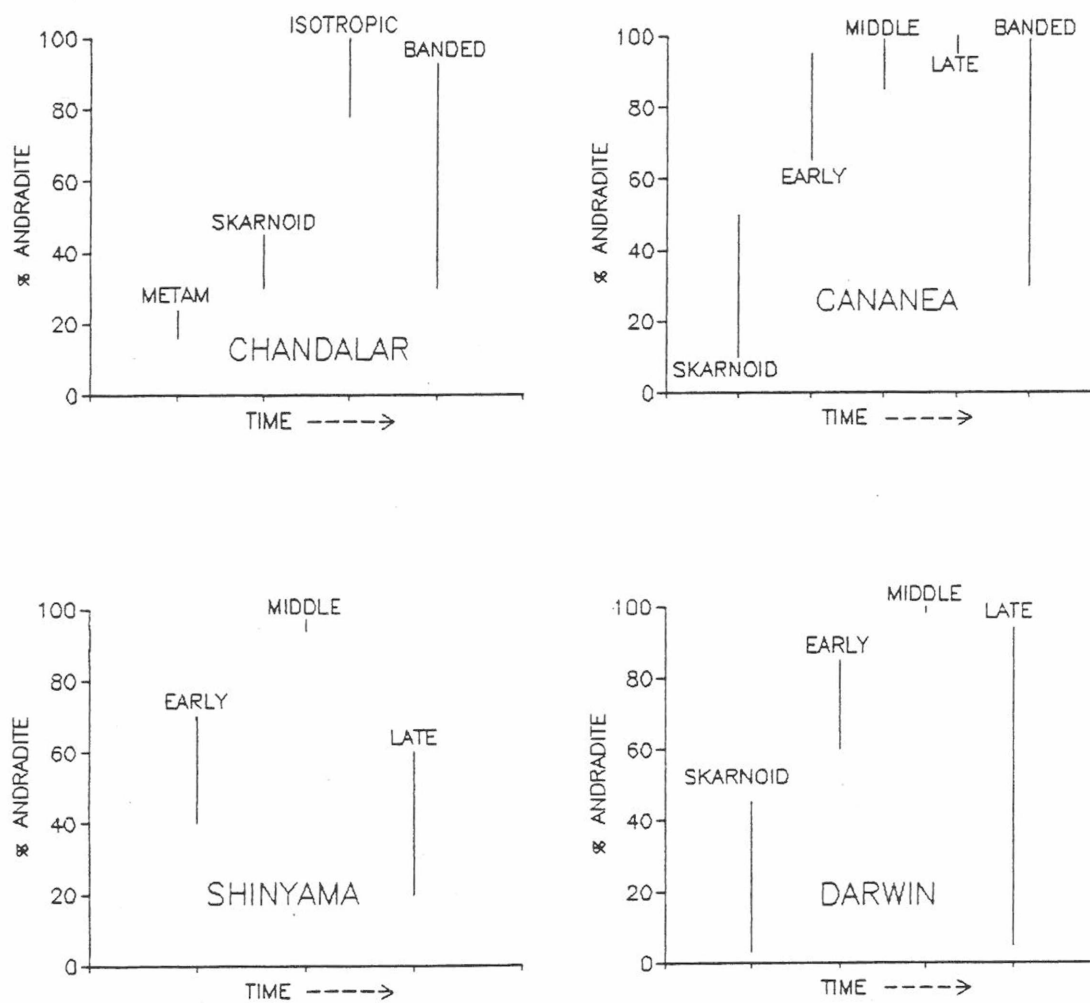 ISOTROPIC
BANDED
100
80
60
40
20
0
% ANDRADITE
SKARNOID
METAM
CHANDALAR
TIME ---->
MIDDLE
BANDED
LATE
100
80
60
40
20
0
% ANDRADITE
EARLY
CANANEA
SKARNOID
TIME ---->
MIDDLE
100
80
60
40
20
0
% ANDRADITE
EARLY
LATE
SHINYAMA
TIME ----->
MIDDLE
LATE
100
80
60
40
20
0
% ANDRADITE
EARLY
SKARNOID
DARWIN
TIME ---->